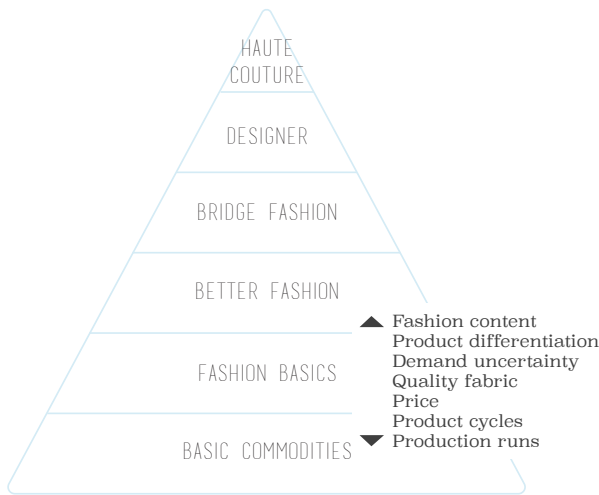 HAUTE
COUTURE
DESIGNER
BRIDGE FASHION
BETTER FASHION
FASHION BASICS
BASIC COMMODITIES
Fashion content
Product differentiation
Demand uncertainty
Quality fabric
Price
Product cycles
Production runs